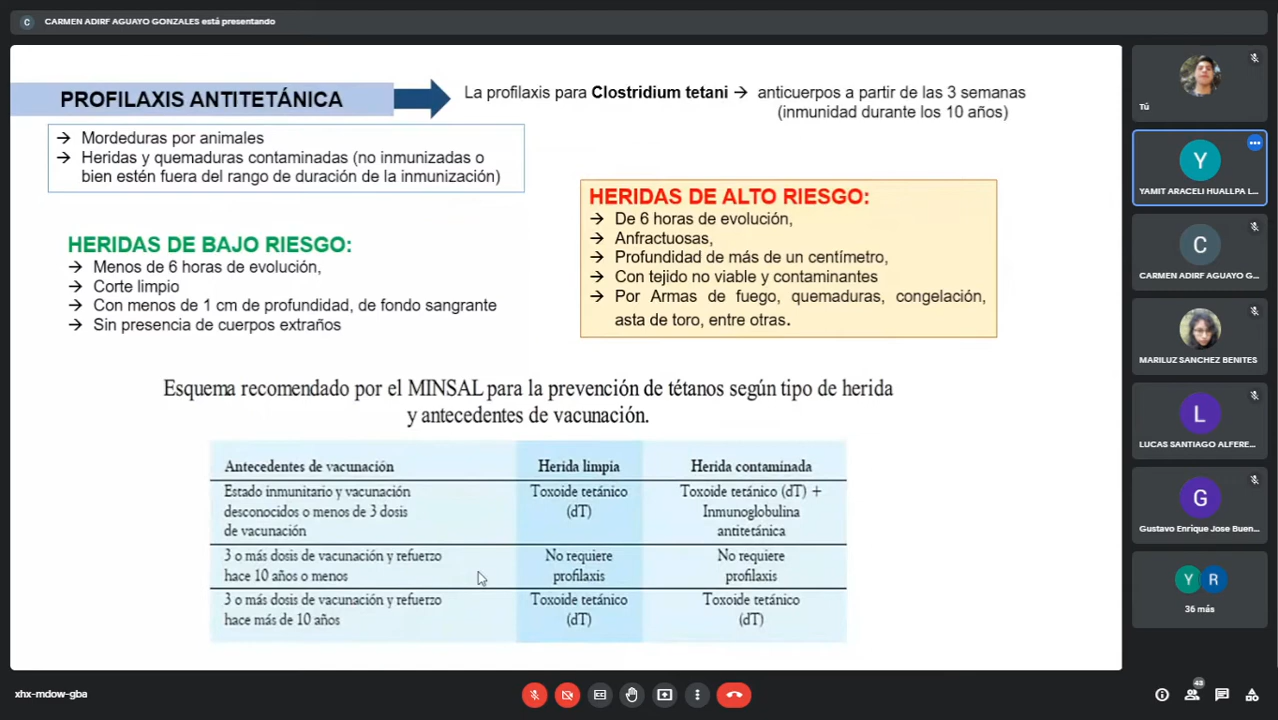 C CARMEN ADIRF AGUAYO GONZALES está presentando
PROFILAXIS ANTITETÁNICA
La profilaxis para Clostridium tetani → anticuerpos a partir de las 3 semanas
(inmunidad durante los 10 años)
→ Mordeduras por animales
→ Heridas y quemaduras contaminadas (no inmunizadas o
bien estén fuera del rango de duración de la inmunización)
HERIDAS DE BAJO RIESGO:
→ Menos de 6 horas de evolución,
→ Corte limpio
→ Con menos de 1 cm de profundidad, de fondo sangrante
→ Sin presencia de cuerpos extraños
HERIDAS DE ALTO RIESGO:
→ De 6 horas de evolución,
→ Anfractuosas,
→ Profundidad de más de un centímetro,
→ Con tejido no viable y contaminantes
→ Por Armas de fuego, quemaduras, congelación,
asta de toro, entre otras.
Esquema recomendado por el MINSAL para la prevención de tétanos según tipo de herida
y antecedentes de vacunación.
Antecedentes de vacunación Herida limpia Herida contaminada
Estado inmunitario y vacunación Toxoide tetánico Toxoide tetánico (dT) +
desconocidos o menos de 3 dosis (dT) Inmunoglobulina
de vacunación antitetánica
3 o más dosis de vacunación y refuerzo No requiere No requiere
hace 10 años o menos profilaxis profilaxis
3 o más dosis de vacunación y refuerzo Toxoide tetánico Toxoide tetánico
hace más de 10 años (dT) (dT)
Tú
Y
YAMIT ARACELI HUALLPA L...
C
CARMEN ADIRF AGUAYO G...
MARILUZ SANCHEZ BENITES
L
LUCAS SANTIAGO ALFERE...
G
Gustavo Enrique Jose Buen...
Y R
36 más
xhx-mdow-gba
43